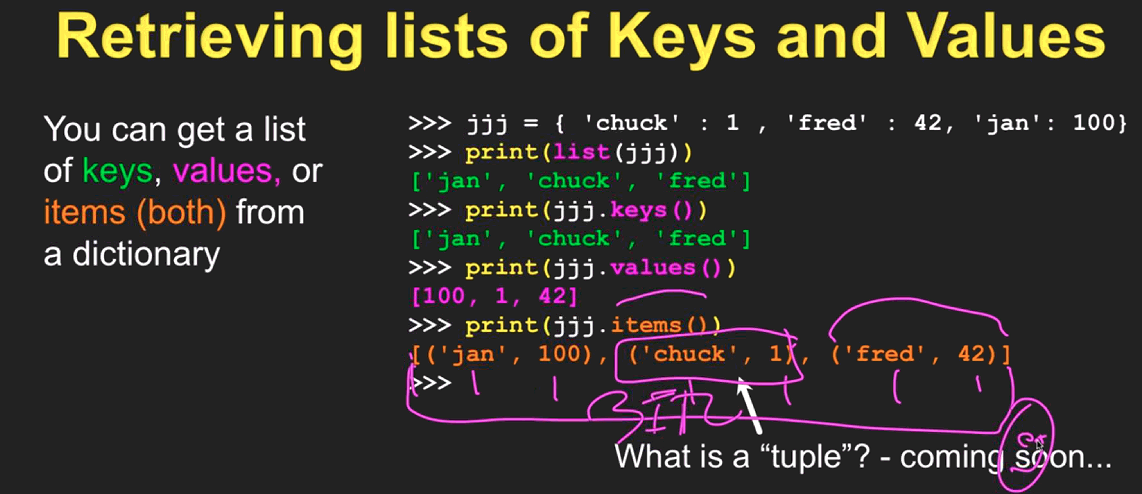 Retrieving lists of Keys and Values
You can get a list
of keys, values, or
items (both) from
a dictionary
>>> jjj = { 'chuck' : 1 , 'fred' : 42, 'jan': 100}
>>> print(list(jjj))
['jan', 'chuck', 'fred']
>>> print(jjj.keys())
['jan', 'chuck', 'fred']
>>> print(jjj.values())
[100, 1, 42]
>>> print(jjj.items())
[('jan', 100), ('chuck', 1), ('fred', 42)]
>>>
What is a “tuple”? - coming soon...